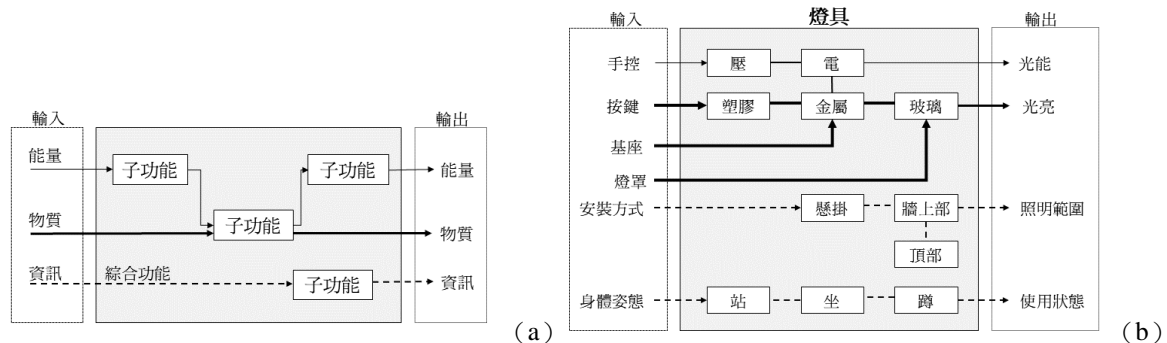 輸入
輸出
能量
子功能
子功能
能量
子功能
物質
物質
資訊
綜合功能
子功能
資訊
（a）
輸入
燈具
輸出
手控
壓
電
光能
按鍵
塑膠
金屬
玻璃
光亮
基座
燈罩
安裝方式
懸掛
牆上部
照明範圍
頂部
身體姿態
站
坐
蹲
使用狀態
（b）